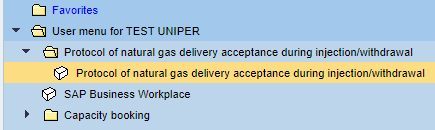 Favorites
User menu for TEST UNIPER
Protocol of natural gas delivery acceptance during injection/withdrawal
Protocol of natural gas delivery acceptance during injection/withdrawal
SAP Business Workplace
Capacity booking